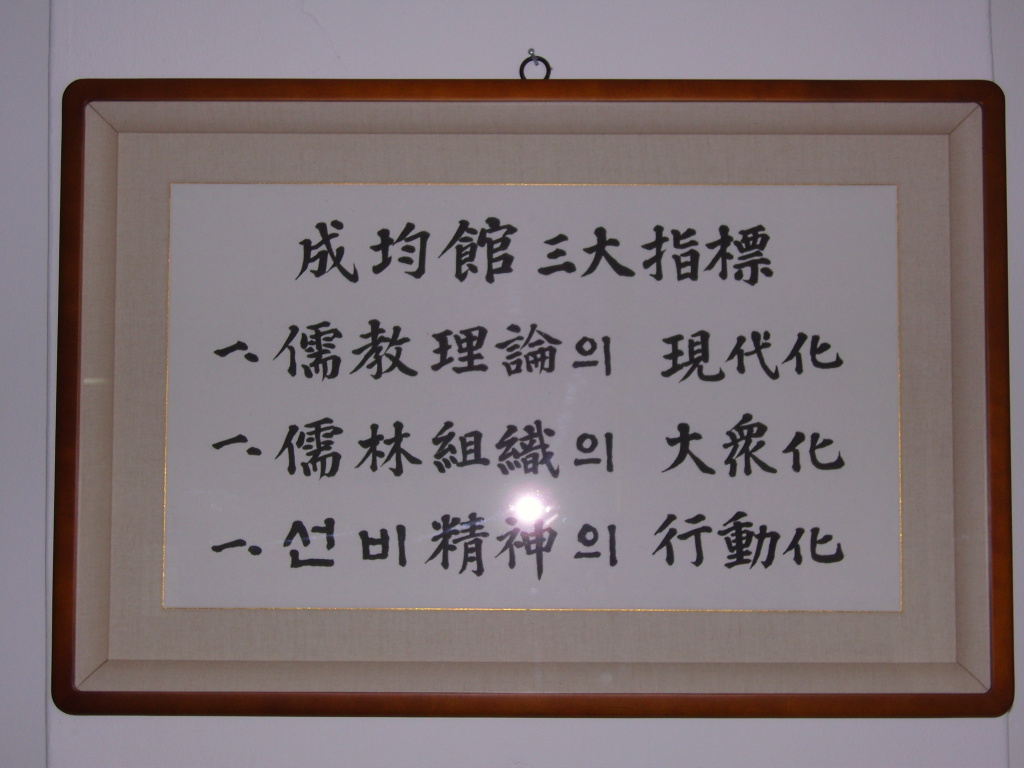 成均館 三大指標
一. 儒教理論의 現代化
一. 儒林組織의 大衆化
一. 선비精神의 行動化